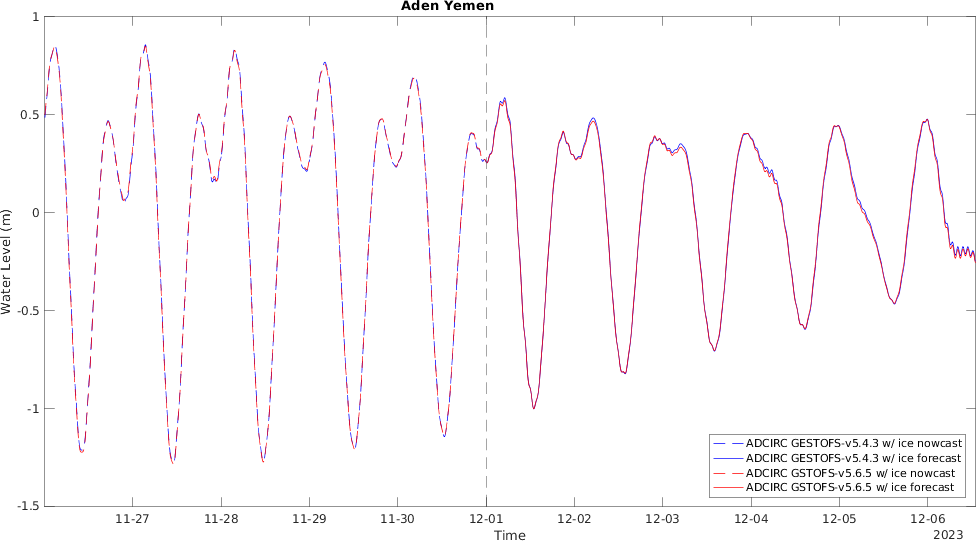 Aden Yemen
Water Level (m)
1
0.5
0
-0.5
-1
-1.5
ADCIRC GESTOFS-v5.4.3 w/ ice nowcast
ADCIRC GESTOFS-v5.4.3 w/ ice forecast
ADCIRC GSTOFS-v5.6.5 w/ ice nowcast
ADCIRC GSTOFS-v5.6.5 w/ ice forecast
11-27 11-28 11-29 11-30 12-01 12-02 12-03 12-04 12-05 12-06
Time
2023